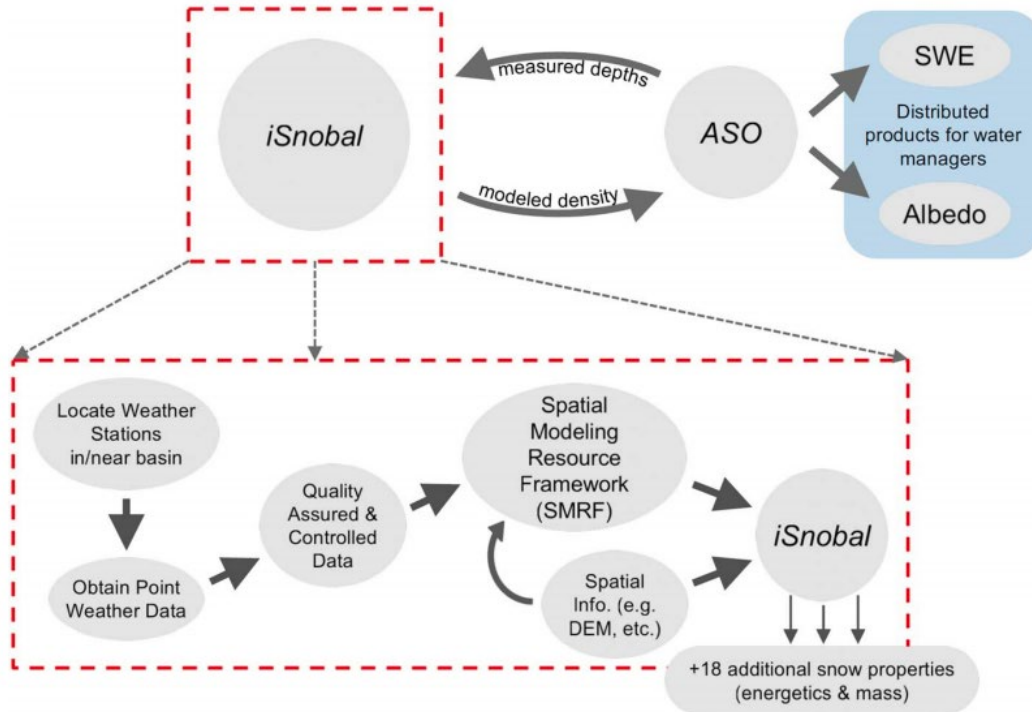 iSnobal
measured depths
modeled density
ASO
SWE
Distributed
products for water
managers
Albedo
Locate Weather
Stations
in/near basin
Obtain Point
Weather Data
Quality
Assured &
Controlled
Data
Spatial
Modeling
Resource
Framework
(SMRF)
Spatial
Info. (e.g.
DEM, etc.)
iSnobal
+18 additional snow properties
(energetics & mass)